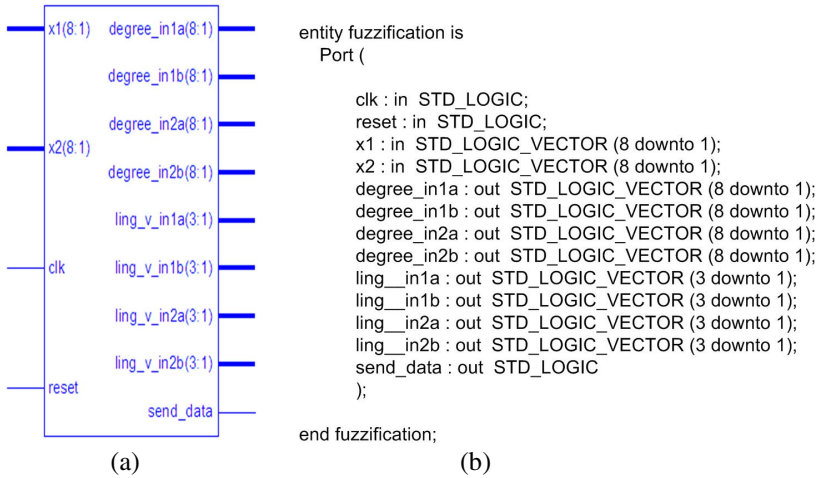 x1(8:1) degree_in1a(8:1)
degree_in1b(8:1)
degree_in2a(8:1)
x2(8:1)
degree_in2b(8:1)
ling_v_in1a(3:1)
clk ling_v_in1b(3:1)
ling_v_in2a(3:1)
ling_v_in2b(3:1)
reset
send_data
(a)
entity fuzzification is
Port (
clk : in STD_LOGIC;
reset : in STD_LOGIC;
x1 : in STD_LOGIC_VECTOR (8 downto 1);
x2 : in STD_LOGIC_VECTOR (8 downto 1);
degree_in1a : out STD_LOGIC_VECTOR (8 downto 1);
degree_in1b : out STD_LOGIC_VECTOR (8 downto 1);
degree_in2a : out STD_LOGIC_VECTOR (8 downto 1);
degree_in2b : out STD_LOGIC_VECTOR (8 downto 1);
ling__in1a : out STD_LOGIC_VECTOR (3 downto 1);
ling__in1b : out STD_LOGIC_VECTOR (3 downto 1);
ling__in2a : out STD_LOGIC_VECTOR (3 downto 1);
ling__in2b : out STD_LOGIC_VECTOR (3 downto 1);
send_data : out STD_LOGIC
);
end fuzzification;
(b)